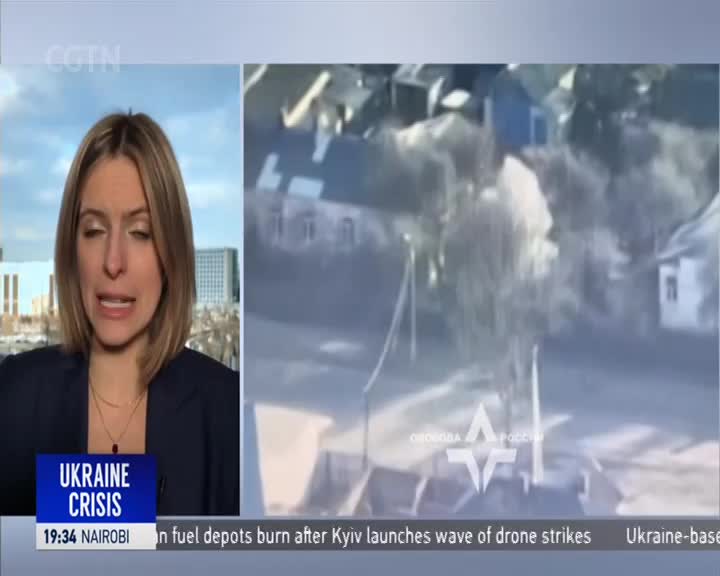 CGTN
СВОБОДА РОССИИ
UKRAINE
CRISIS
19:34 NAIROBI
an fuel depots burn after Kyiv launches wave of drone strikes Ukraine-base